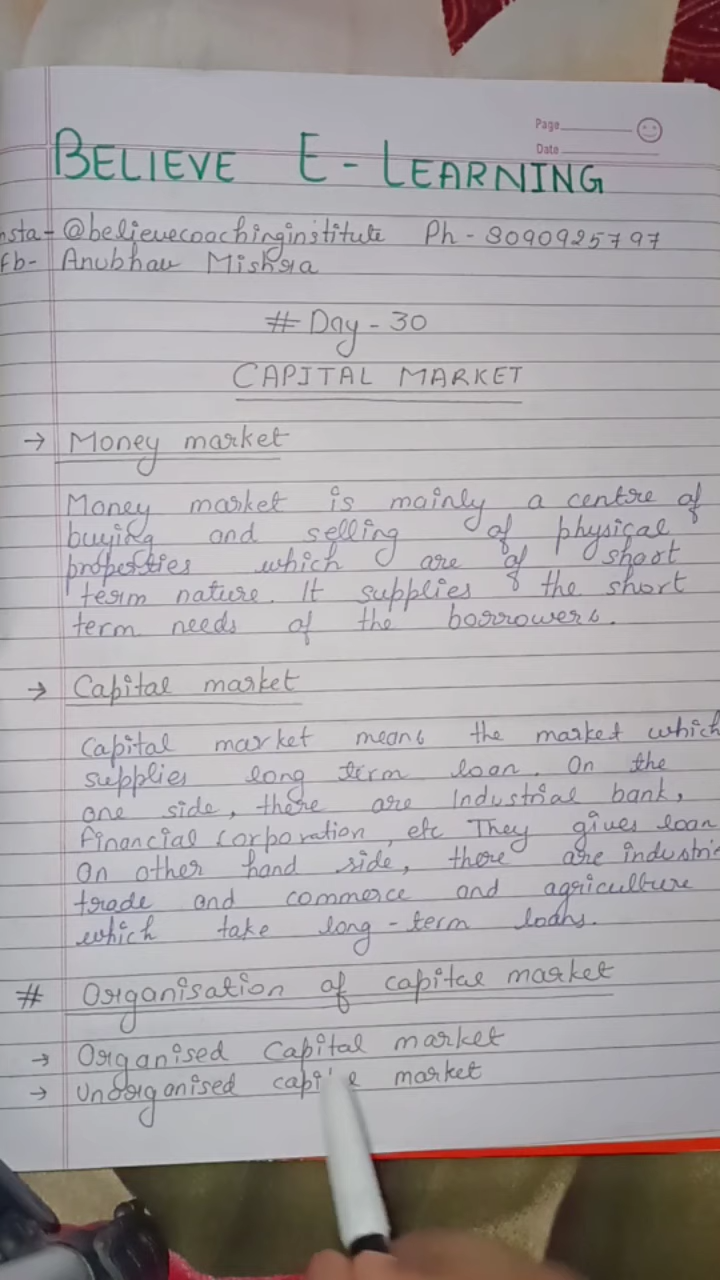 Page
Date
BELIEVE E - LEARNING
nsta - @believecoachinginstitute Ph - 8090925797
Fb - Anubhav Mishra
# Day - 30
CAPITAL MARKET
→ Money market
Money market is mainly a centre of
buying and selling of physical
properties which are of short
term nature. It supplies the short
term needs of the borrowers.
→ Capital market
Capital market means the market which
supplies long term loan. On the
one side, there are Industrial bank,
Financial Corporation, etc They gives loan
On other hand side, there are industri
trade and commerce and agriculture
which take long - term loans.
# Organisation of capital market
→ Organised Capital market
→ Unorganised capital market